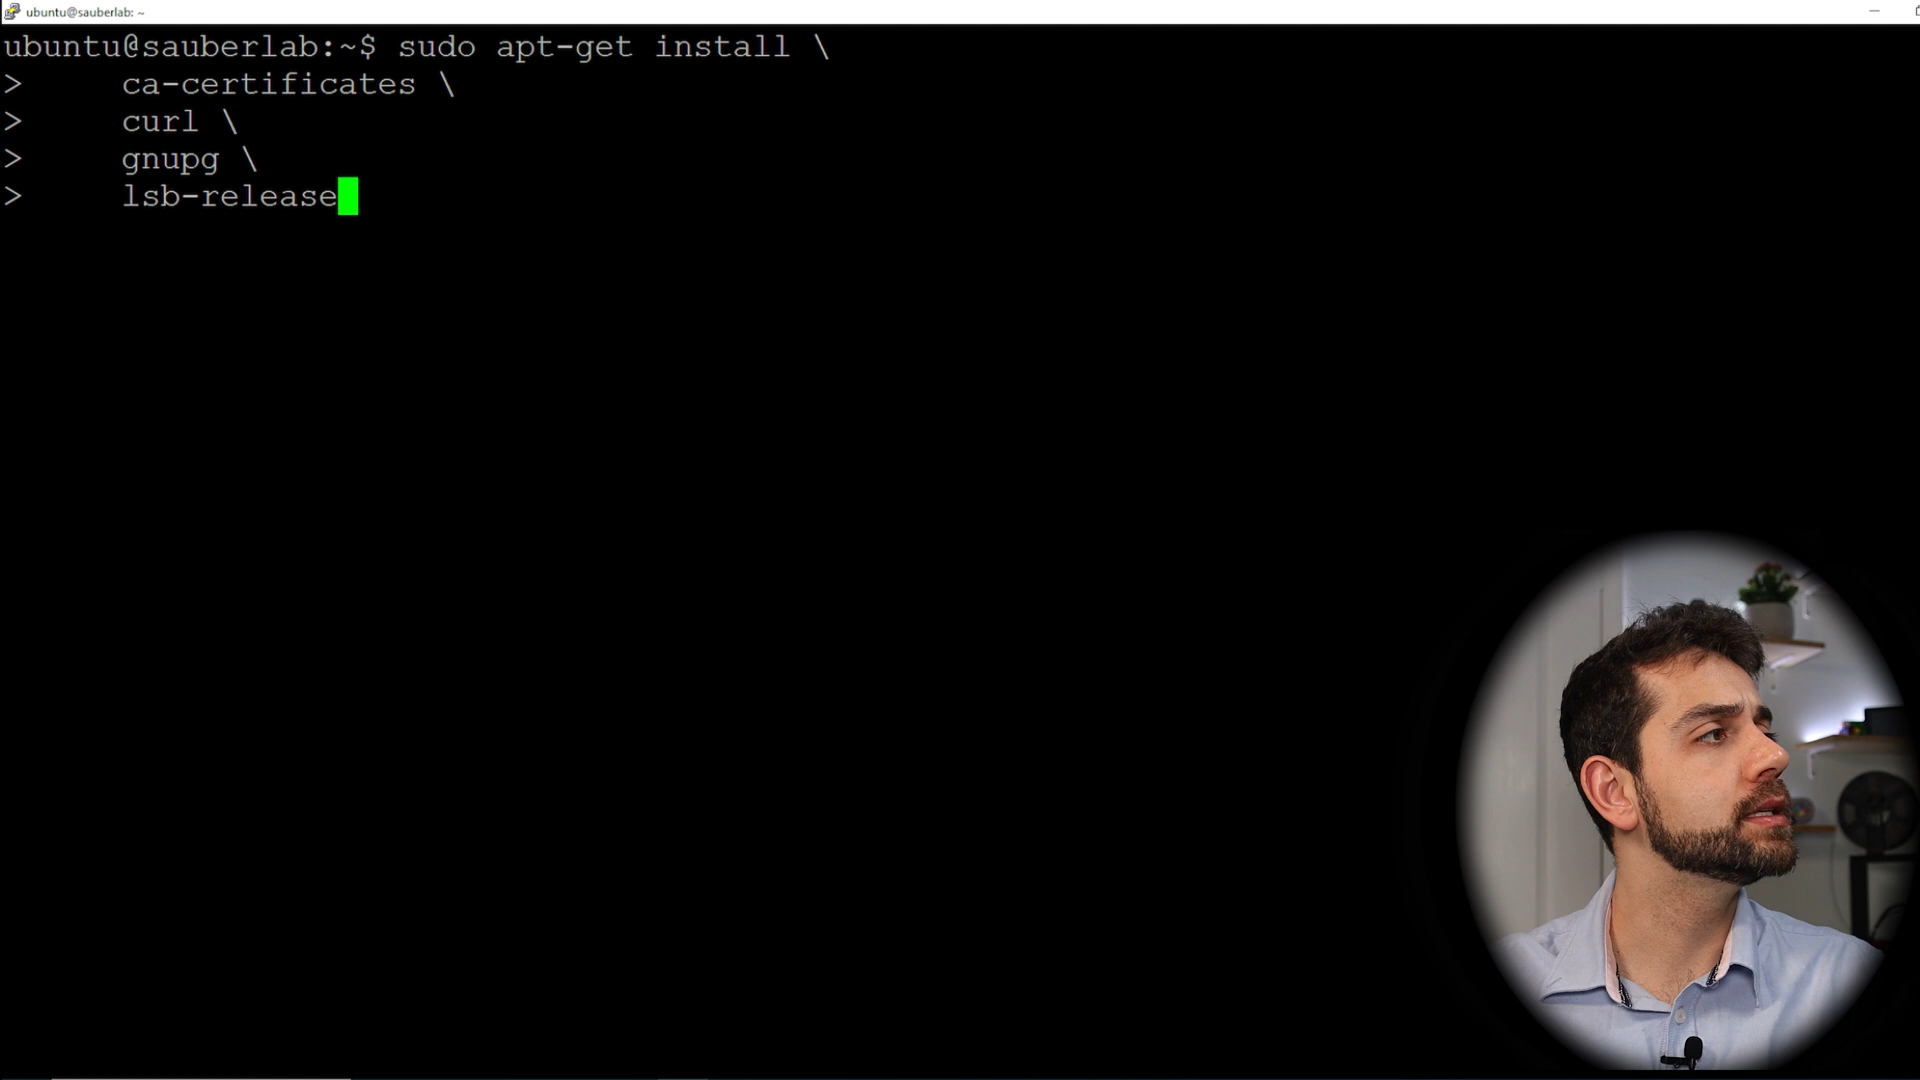 ubuntu@sauberlab: ~
ubuntu@sauberlab:~$ sudo apt-get install \
>     ca-certificates \
>     curl \
>     gnupg \
>     lsb-release